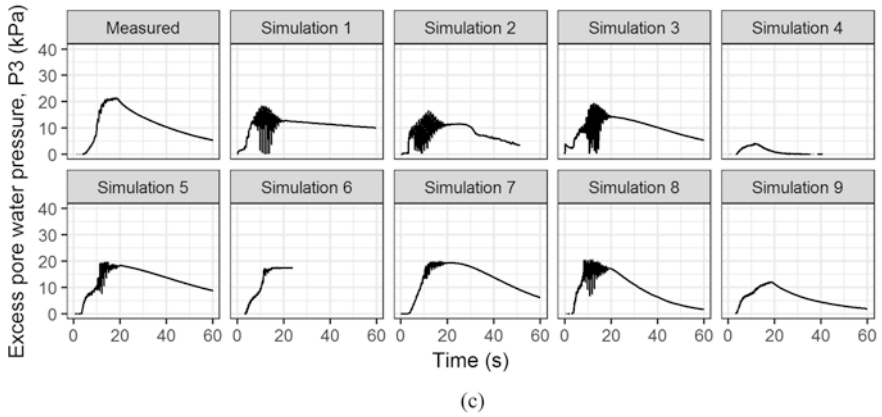 Measured
Simulation 1
Simulation 2
Simulation 3
Simulation 4
Excess pore water pressure, P3 (kPa)
40
30
20
10
0
Simulation 5
Simulation 6
Simulation 7
Simulation 8
Simulation 9
40
30
20
10
0
0 20 40 60
0 20 40 60
0 20 40 60
0 20 40 60
0 20 40 60
Time (s)
(c)